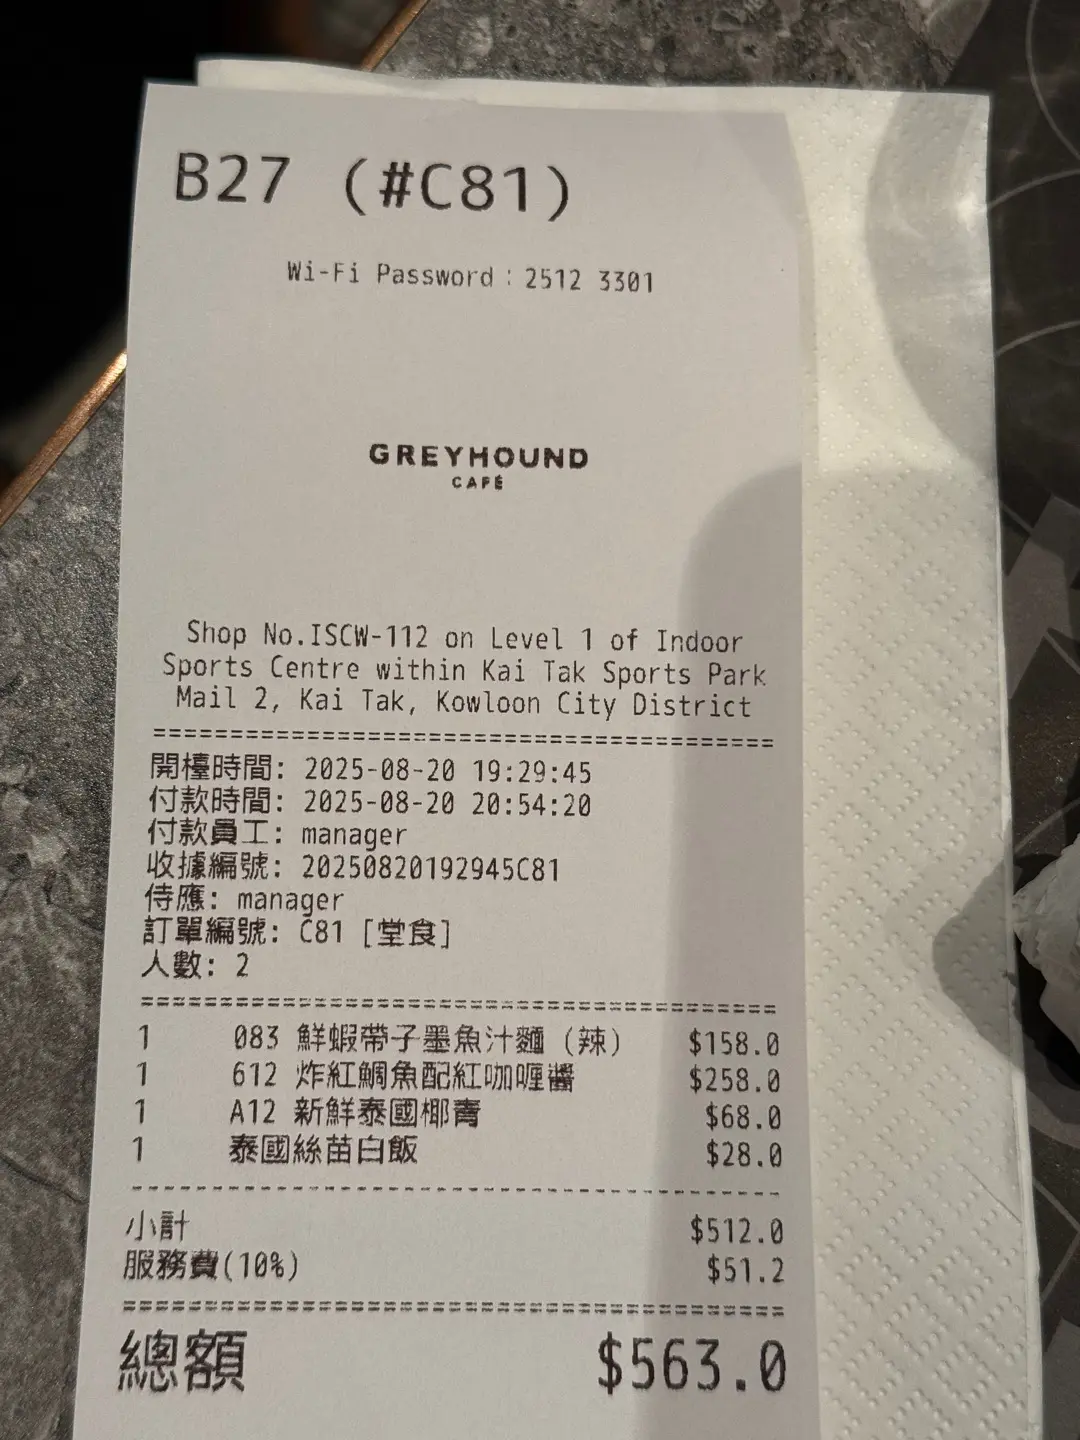 B27 (#C81)
Wi-Fi Password：2512 3301
GREYHOUND
CAFÉ
Shop No.ISCW-112 on Level 1 of Indoor
Sports Centre within Kai Tak Sports Park
Mail 2, Kai Tak, Kowloon City District
========================================
開檯時間: 2025-08-20 19:29:45
付款時間: 2025-08-20 20:54:20
付款員工: manager
收據編號: 20250820192945C81
侍應: manager
訂單編號: C81 [堂食]
人數: 2
========================================
1 083 鮮蝦帶子墨魚汁麵 (辣) $158.0
1 612 炸紅鯛魚配紅咖喱醬 $258.0
1 A12 新鮮泰國椰青 $68.0
1 泰國絲苗白飯 $28.0
----------------------------------------
小計 $512.0
服務費(10%) $51.2
========================================
總額 $563.0